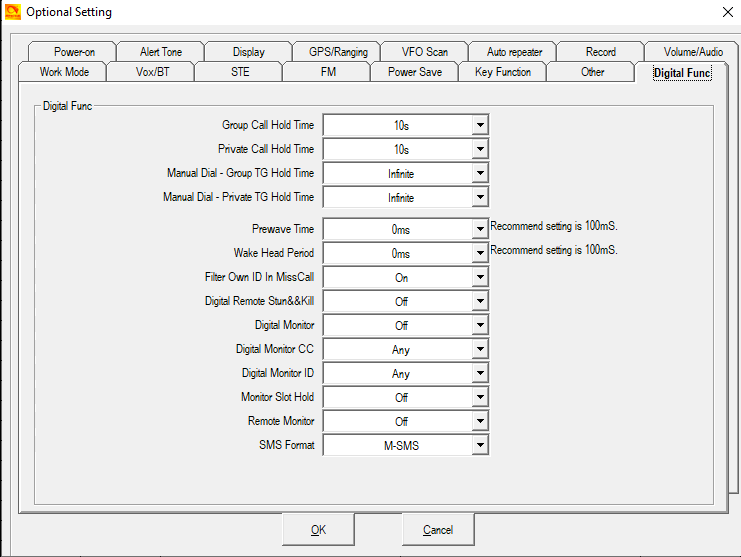 Optional Setting
Power-on Alert Tone Display GPS/Ranging VFO Scan Auto repeater Record Volume/Audio
Work Mode Vox/BT STE FM Power Save Key Function Other Digital Func
Digital Func
Group Call Hold Time 10s
Private Call Hold Time 10s
Manual Dial - Group TG Hold Time Infinite
Manual Dial - Private TG Hold Time Infinite
Prewave Time 0ms Recommend setting is 100mS.
Wake Head Period 0ms Recommend setting is 100mS.
Filter Own ID In MissCall On
Digital Remote Stun&&Kill Off
Digital Monitor Off
Digital Monitor CC Any
Digital Monitor ID Any
Monitor Slot Hold Off
Remote Monitor Off
SMS Format M-SMS
OK Cancel